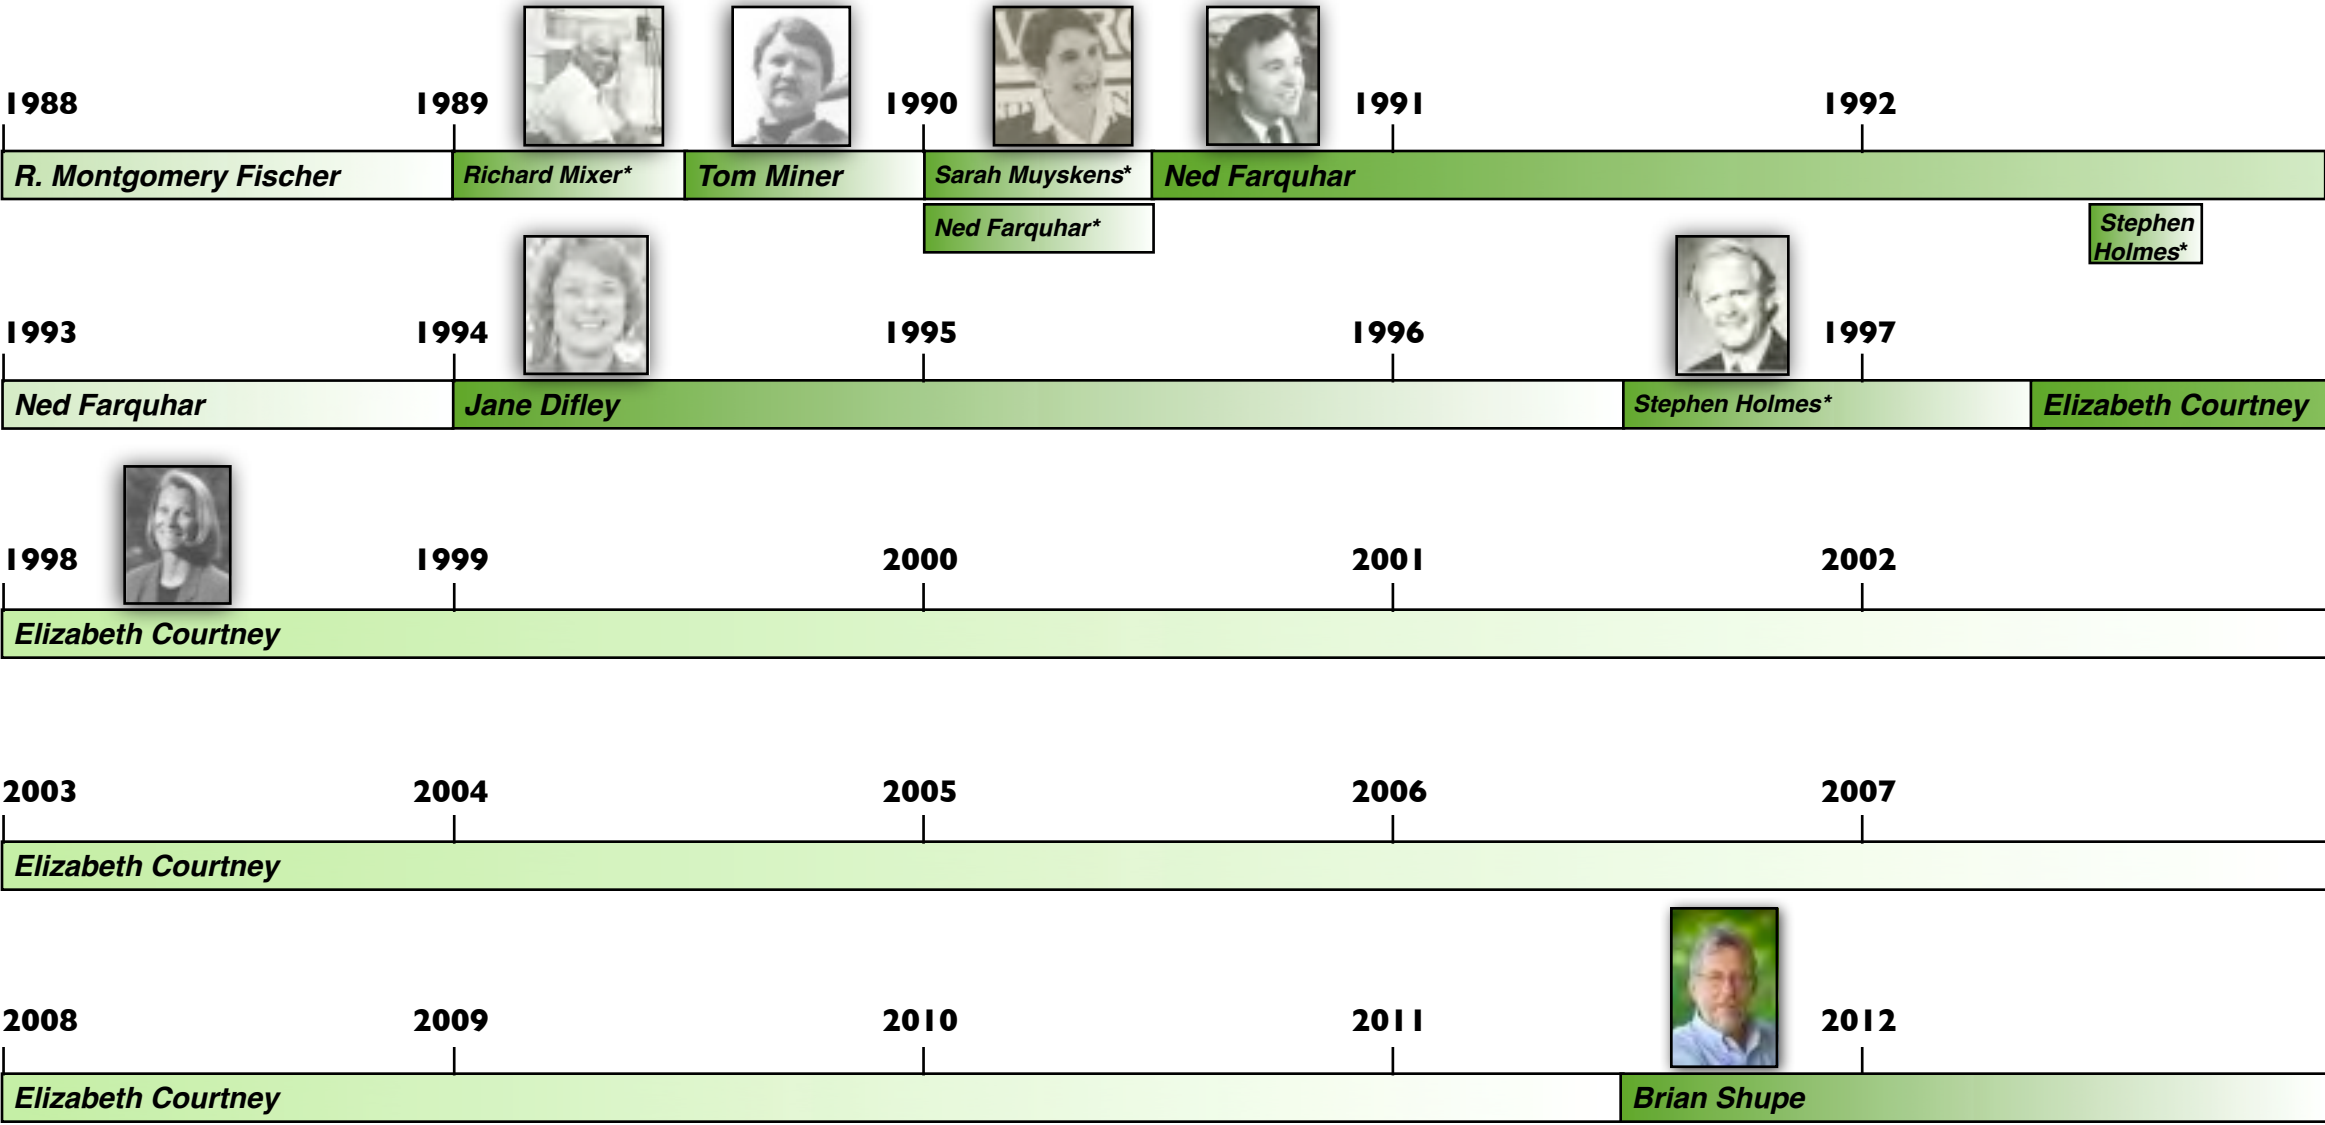 1988 1989 1990 1991 1992
R. Montgomery Fischer Richard Mixer* Tom Miner Sarah Muyskens* Ned Farquhar
Ned Farquhar* Stephen
Holmes*
1993 1994 1995 1996 1997
Ned Farquhar Jane Difley Stephen Holmes* Elizabeth Courtney
1998 1999 2000 2001 2002
Elizabeth Courtney
2003 2004 2005 2006 2007
Elizabeth Courtney
2008 2009 2010 2011 2012
Elizabeth Courtney Brian Shupe